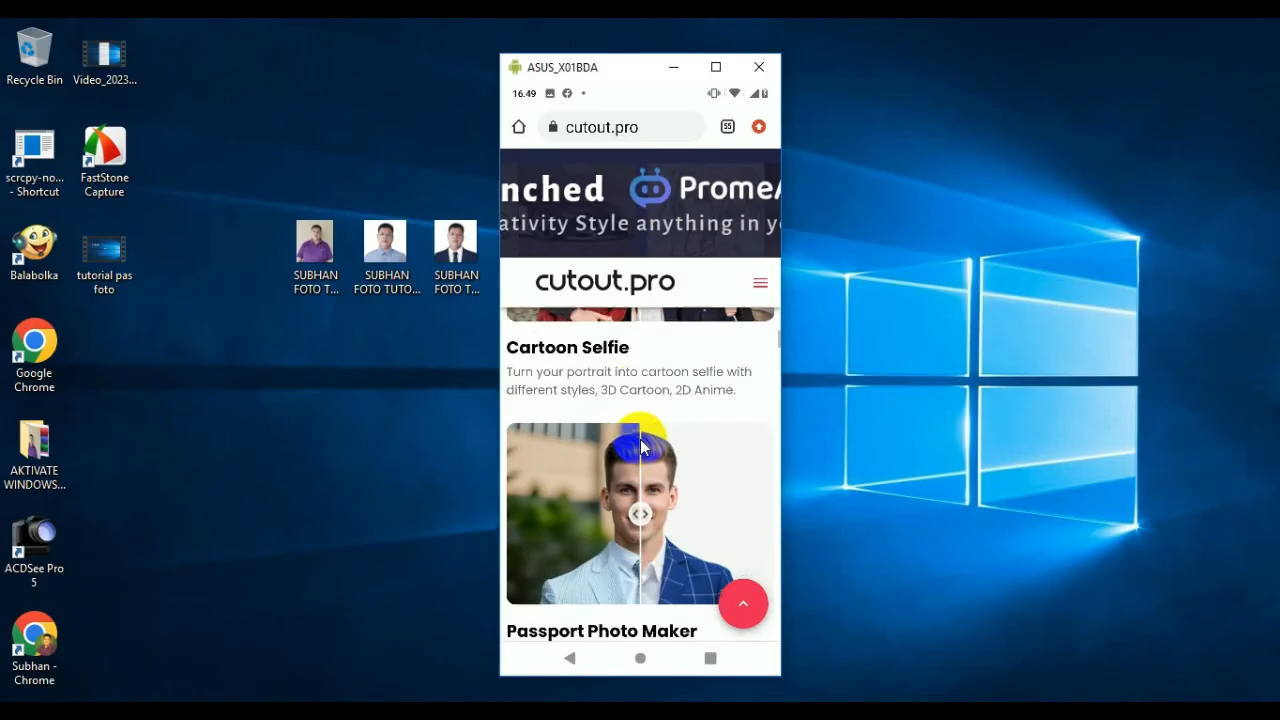 Recycle Bin
Video_2023...
scrcpy-no...
- Shortcut
FastStone
Capture
Balabolka
tutorial pas
foto
Google
Chrome
AKTIVATE
WINDOWS...
ACDSee Pro
5
Subhan -
Chrome
SUBHAN
FOTO T...
SUBHAN
FOTO TUTO...
SUBHAN
FOTO T...
ASUS_X01BDA
16.49
cutout.pro
55
nched PromeA
ativity Style anything in y
cutout.pro
Cartoon Selfie
Turn your portrait into cartoon selfie with
different styles, 3D Cartoon, 2D Anime.
Passport Photo Maker